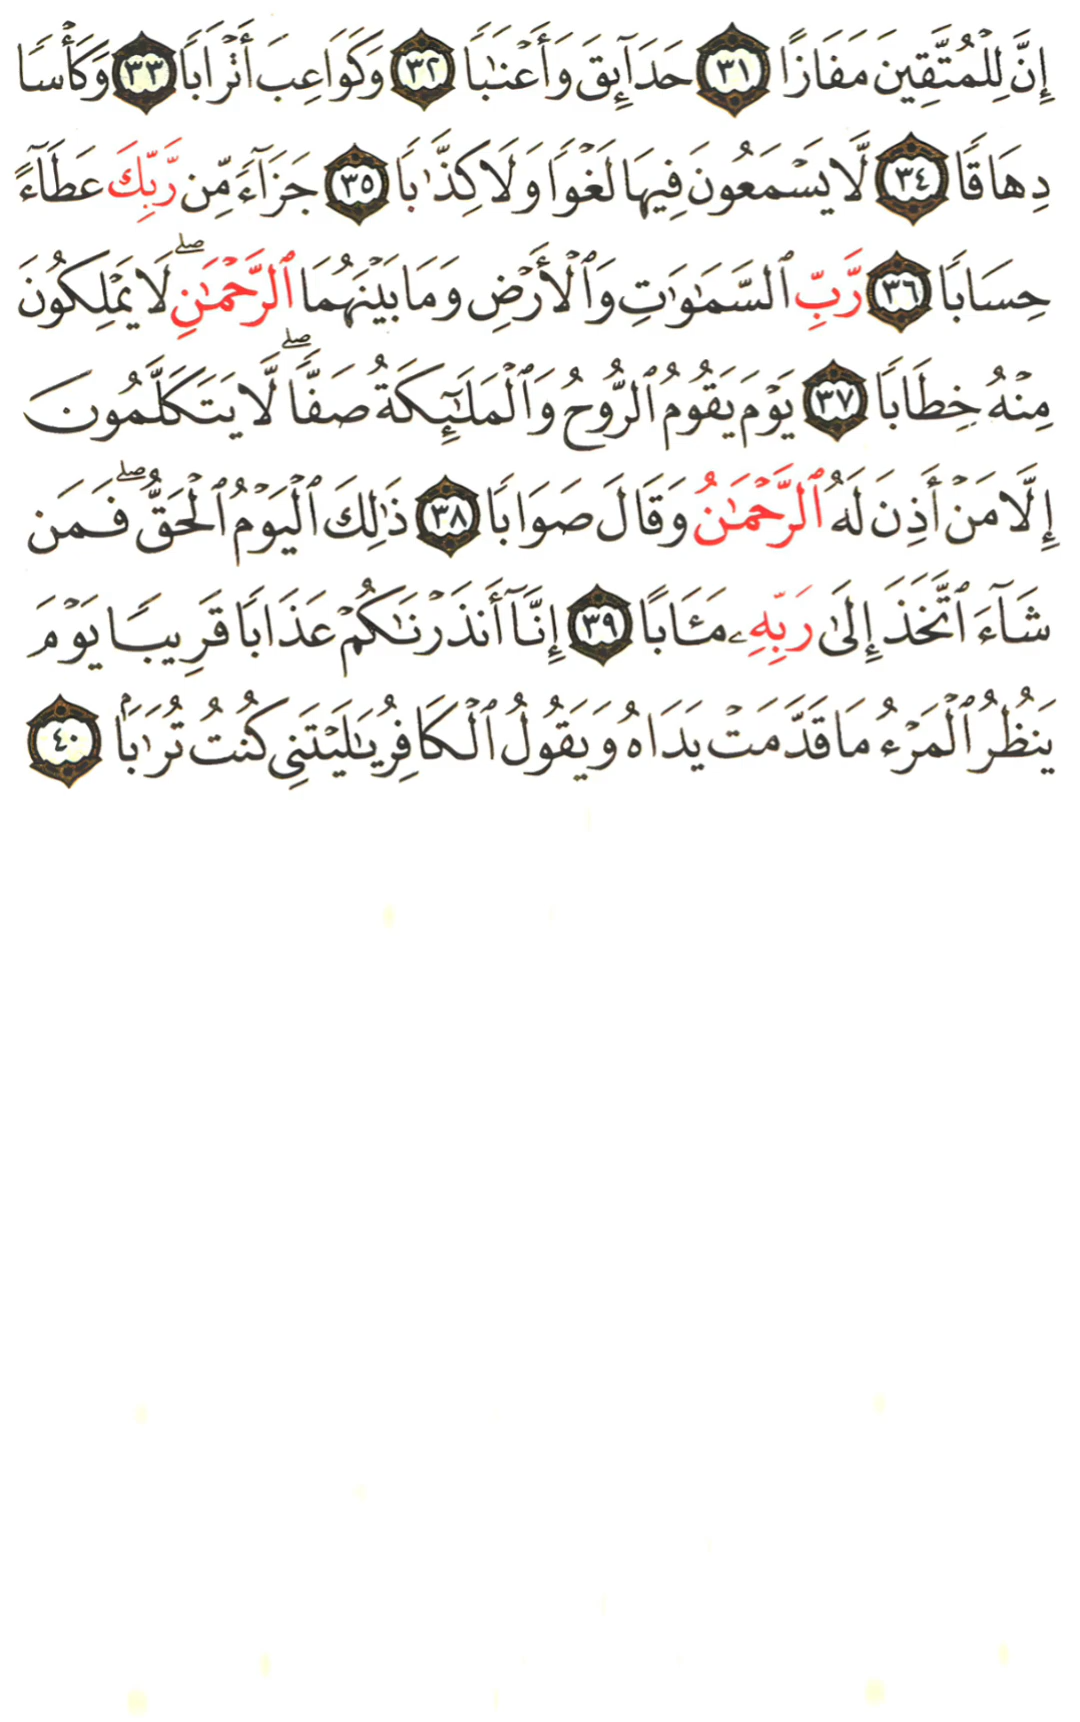 إِنَّ لِلْمُتَّقِينَ مَفَازًا ٣١ حَدَآئِقَ وَأَعْنَٰبًا ٣٢ وَكَوَاعِبَ أَتْرَابًا ٣٣ وَكَأْسًا
دِهَاقًا ٣٤ لَّا يَسْمَعُونَ فِيهَا لَغْوًا وَلَا كِذَّٰبًا ٣٥ جَزَآءً مِّن رَّبِّكَ عَطَآءً
حِسَابًا ٣٦ رَّبِّ ٱلسَّمَٰوَٰتِ وَٱلْأَرْضِ وَمَا بَيْنَهُمَا ٱلرَّحْمَٰنِ ۖ لَا يَمْلِكُونَ
مِنْهُ خِطَابًا ٣٧ يَوْمَ يَقُومُ ٱلرُّوحُ وَٱلْمَلَٰٓئِكَةُ صَفًّا ۖ لَّا يَتَكَلَّمُونَ
إِلَّا مَنْ أَذِنَ لَهُ ٱلرَّحْمَٰنُ وَقَالَ صَوَابًا ٣٨ ذَٰلِكَ ٱلْيَوْمُ ٱلْحَقُّ ۖ فَمَن
شَآءَ ٱتَّخَذَ إِلَىٰ رَبِّهِۦ مَـَٔابًا ٣٩ إِنَّآ أَنذَرْنَٰكُمْ عَذَابًا قَرِيبًا يَوْمَ
يَنظُرُ ٱلْمَرْءُ مَا قَدَّمَتْ يَدَاهُ وَيَقُولُ ٱلْكَافِرُ يَٰلَيْتَنِى كُنتُ تُرَٰبًۢا ٤٠